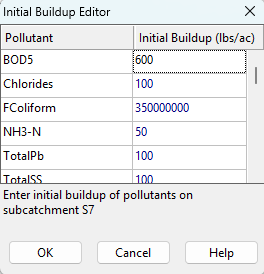 Initial Buildup Editor
Pollutant Initial Buildup (lbs/ac)
BOD5 600
Chlorides 100
FColiform 350000000
NH3-N 50
TotalPb 100
TotalSS 100
Enter initial buildup of pollutants on
subcatchment S7
OK Cancel Help